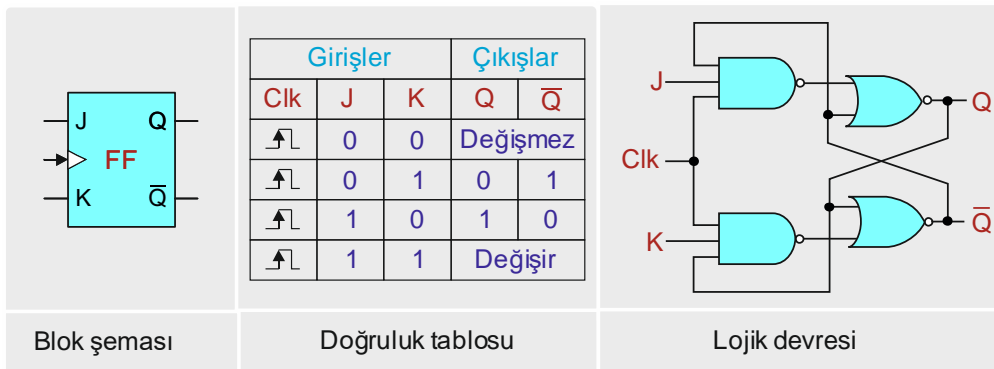 J Q
FF
K Q̅
Girişler Çıkışlar
Clk J K Q Q̅
0 0 Değişmez
0 1 0 1
1 0 1 0
1 1 Değişir
J
Q
Clk
K
Q̅
Blok şeması
Doğruluk tablosu
Lojik devresi